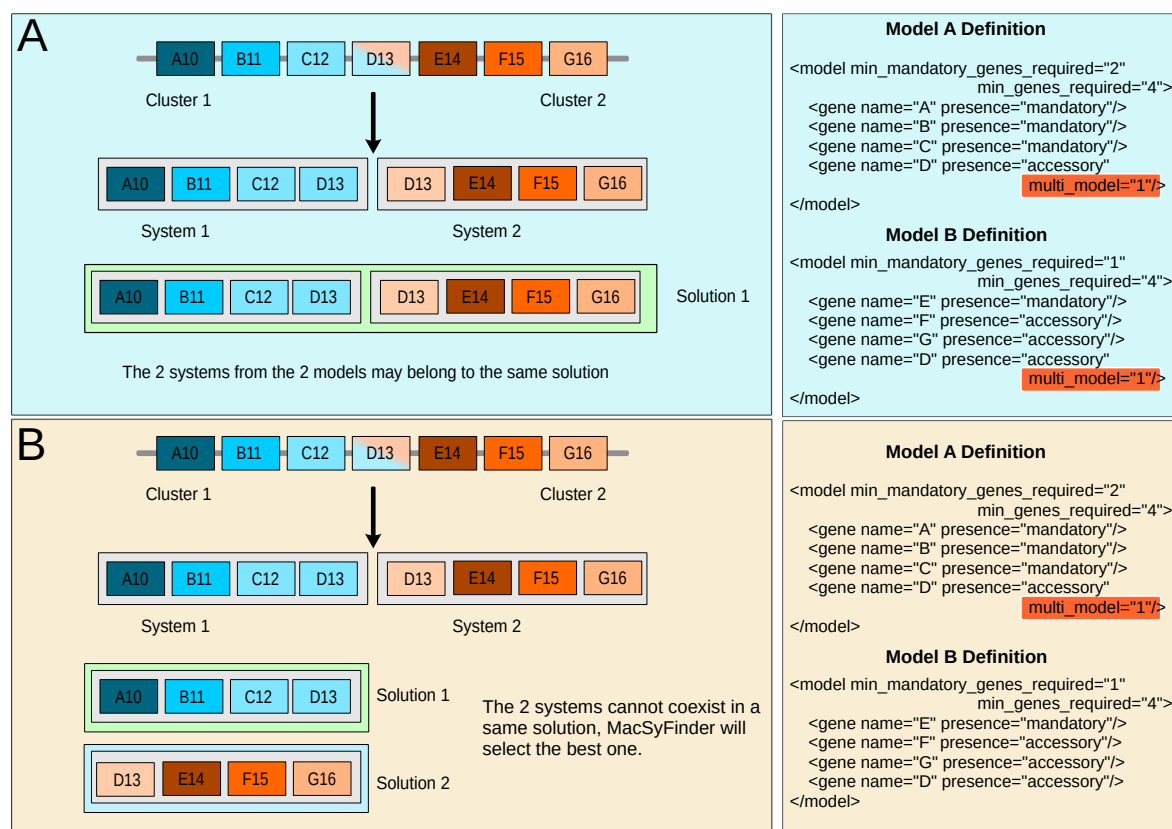 A
A10 B11 C12 D13 E14 F15 G16
Cluster 1 Cluster 2
A10 B11 C12 D13 D13 E14 F15 G16
System 1 System 2
A10 B11 C12 D13 D13 E14 F15 G16
Solution 1
The 2 systems from the 2 models may belong to the same solution
Model A Definition
<model min_mandatory_genes_required="2"
min_genes_required="4">
<gene name="A" presence="mandatory"/>
<gene name="B" presence="mandatory"/>
<gene name="C" presence="mandatory"/>
<gene name="D" presence="accessory"
multi_model="1"/>
</model>
Model B Definition
<model min_mandatory_genes_required="1"
min_genes_required="4">
<gene name="E" presence="mandatory"/>
<gene name="F" presence="accessory"/>
<gene name="G" presence="accessory"/>
<gene name="D" presence="accessory"
multi_model="1"/>
</model>
B
A10 B11 C12 D13 E14 F15 G16
Cluster 1 Cluster 2
A10 B11 C12 D13 D13 E14 F15 G16
System 1 System 2
A10 B11 C12 D13
Solution 1
D13 E14 F15 G16
Solution 2
The 2 systems cannot coexist in a
same solution, MacSyFinder will
select the best one.
Model A Definition
<model min_mandatory_genes_required="2"
min_genes_required="4">
<gene name="A" presence="mandatory"/>
<gene name="B" presence="mandatory"/>
<gene name="C" presence="mandatory"/>
<gene name="D" presence="accessory"
multi_model="1"/>
</model>
Model B Definition
<model min_mandatory_genes_required="1"
min_genes_required="4">
<gene name="E" presence="mandatory"/>
<gene name="F" presence="accessory"/>
<gene name="G" presence="accessory"/>
<gene name="D" presence="accessory"/>
</model>